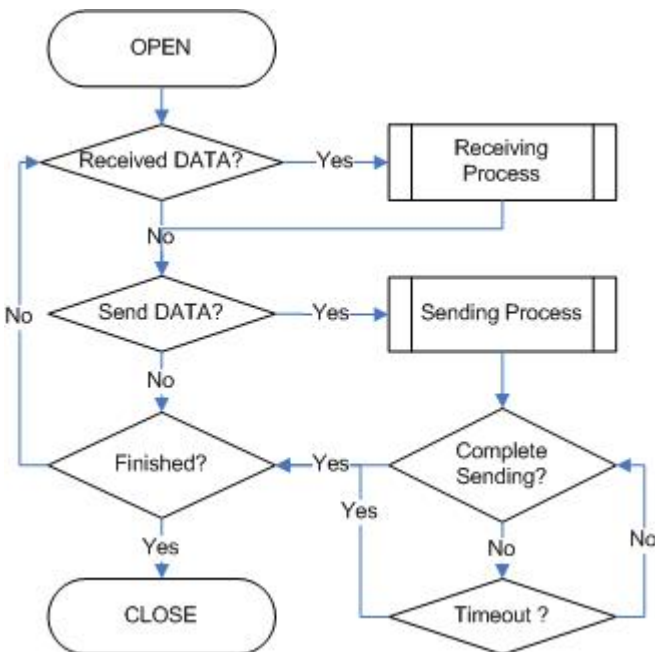 OPEN
Received DATA?
Yes
Receiving
Process
No
Send DATA?
Yes
Sending Process
No
No
Finished?
Yes
Complete
Sending?
Yes
Yes
No
No
CLOSE
Timeout ?